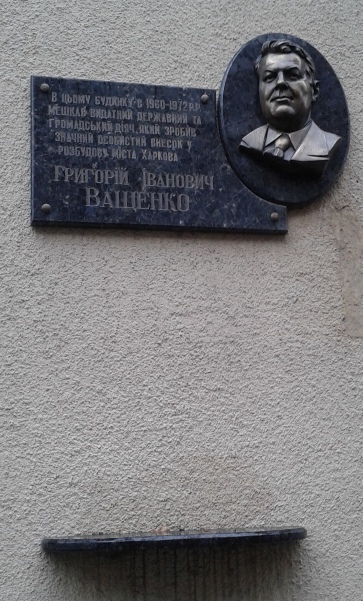 В ЦЬОМУ БУДИНКУ В 1960-1972 Р.Р.
МЕШКАВ ВИДАТНИЙ ДЕРЖАВНИЙ ТА
ГРОМАДСЬКИЙ ДІЯЧ, ЯКИЙ ЗРОБИВ
ЗНАЧНИЙ ОСОБИСТИЙ ВНЕСОК У
РОЗБУДОВУ МІСТА ХАРКОВА
ГРИГОРІЙ ІВАНОВИЧ
ВАЩЕНКО